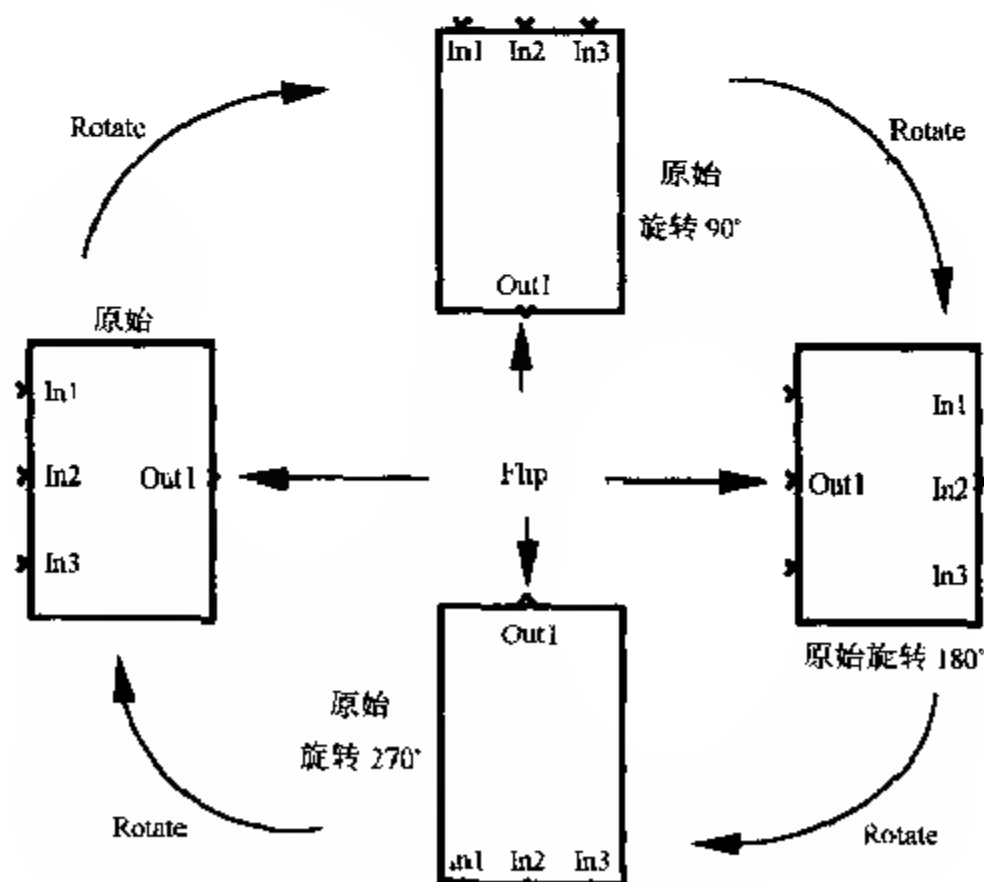 In1 In2 In3
Rotate
Rotate
原始
旋转 90°
Out1
原始
In1
In2
Out1
In3
Flip
In1
Out1
In2
In3
原始旋转 180°
Out1
原始
旋转 270°
Rotate
Rotate
In1 In2 In3